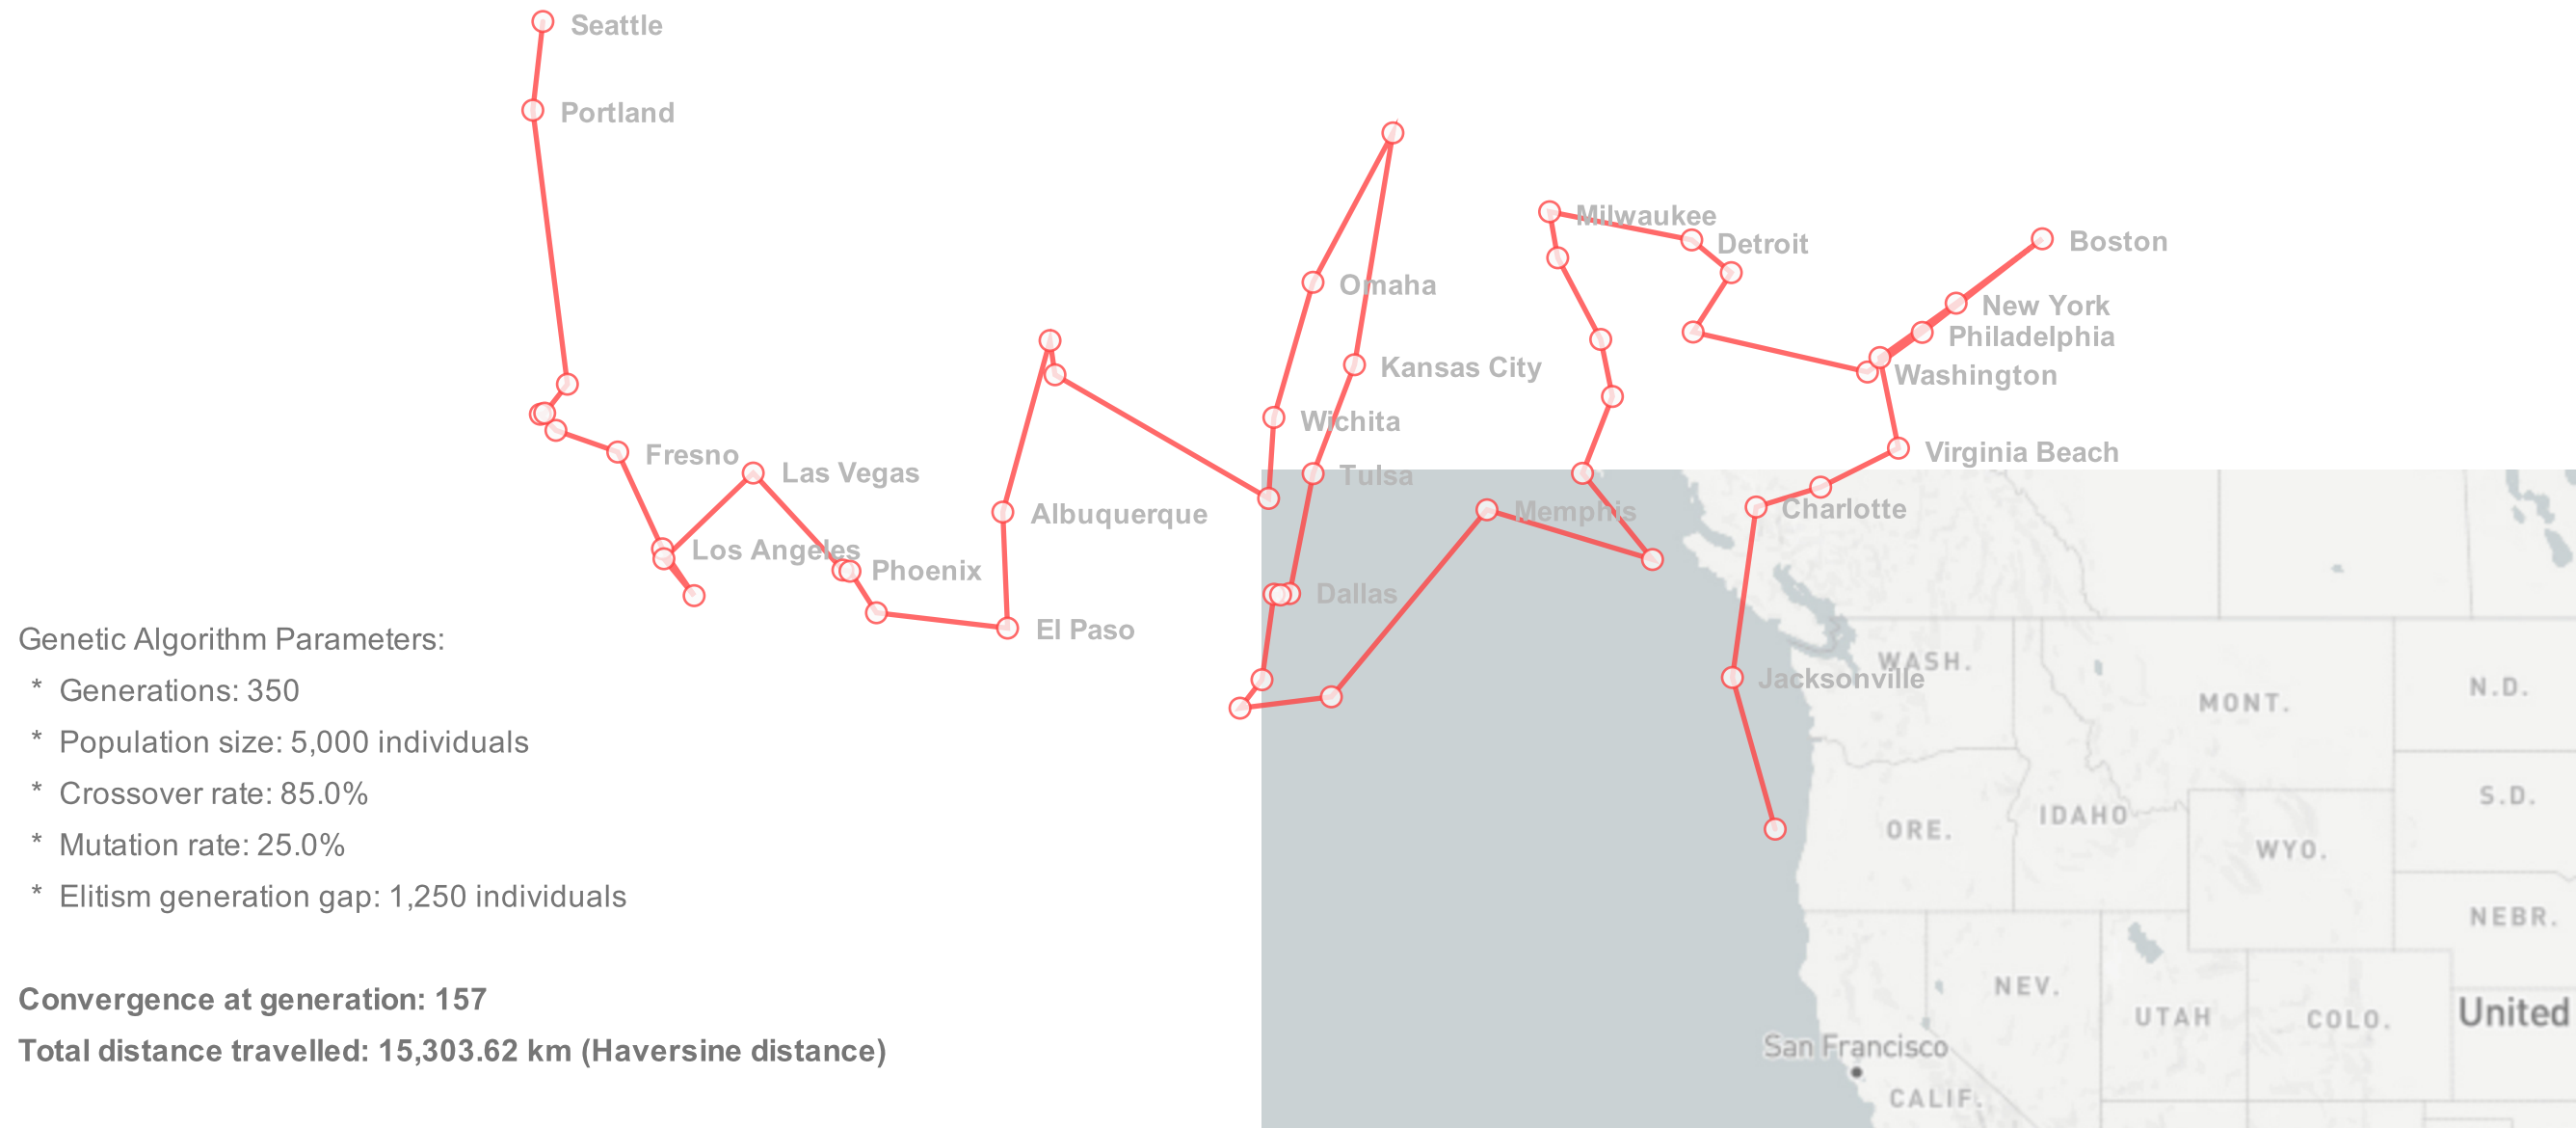 Seattle
Portland
Milwaukee
Detroit
Boston
Omaha
New York
Philadelphia
Kansas City
Washington
Wichita
Fresno
Las Vegas
Virginia Beach
Tulsa
Albuquerque
Memphis
Charlotte
Los Angeles
Phoenix
Dallas
El Paso
Jacksonville
WASH.
MONT.
N.D.
ORE.
IDAHO
S.D.
WYO.
NEBR.
NEV.
UTAH
COLO.
United
San Francisco
CALIF.
Genetic Algorithm Parameters:
* Generations: 350
* Population size: 5,000 individuals
* Crossover rate: 85.0%
* Mutation rate: 25.0%
* Elitism generation gap: 1,250 individuals
Convergence at generation: 157
Total distance travelled: 15,303.62 km (Haversine distance)